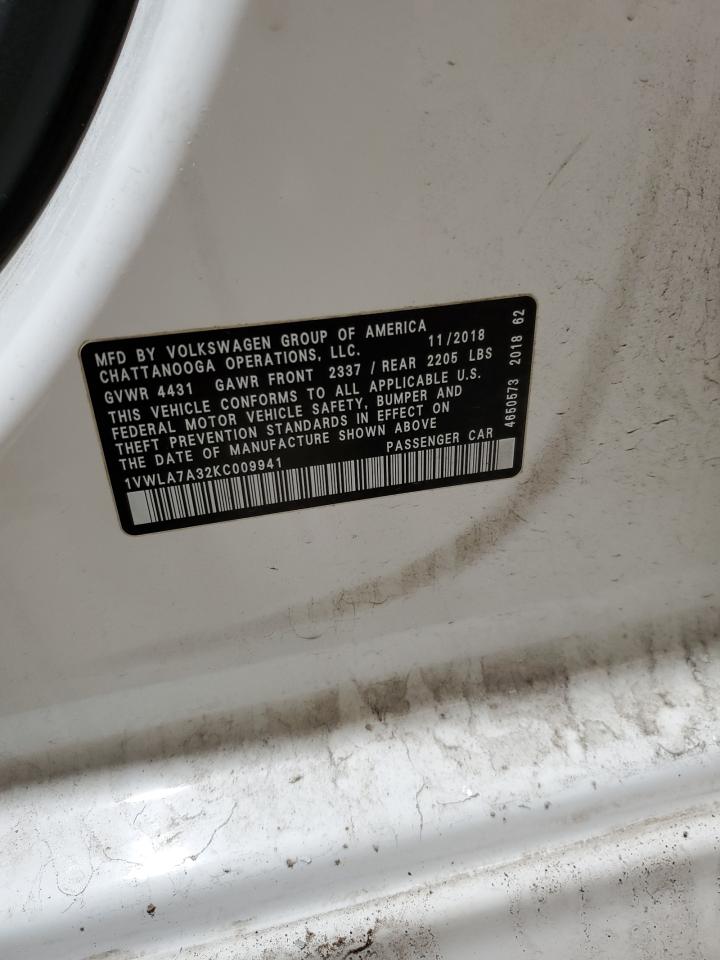 MFD BY VOLKSWAGEN GROUP OF AMERICA
CHATTANOOGA OPERATIONS, LLC. 11/2018
GVWR 4431 GAWR FRONT 2337 / REAR 2205 LBS
THIS VEHICLE CONFORMS TO ALL APPLICABLE U.S.
FEDERAL MOTOR VEHICLE SAFETY, BUMPER AND
THEFT PREVENTION STANDARDS IN EFFECT ON
THE DATE OF MANUFACTURE SHOWN ABOVE
1VWLA7A32KC009941 PASSENGER CAR
4650573 2018 62